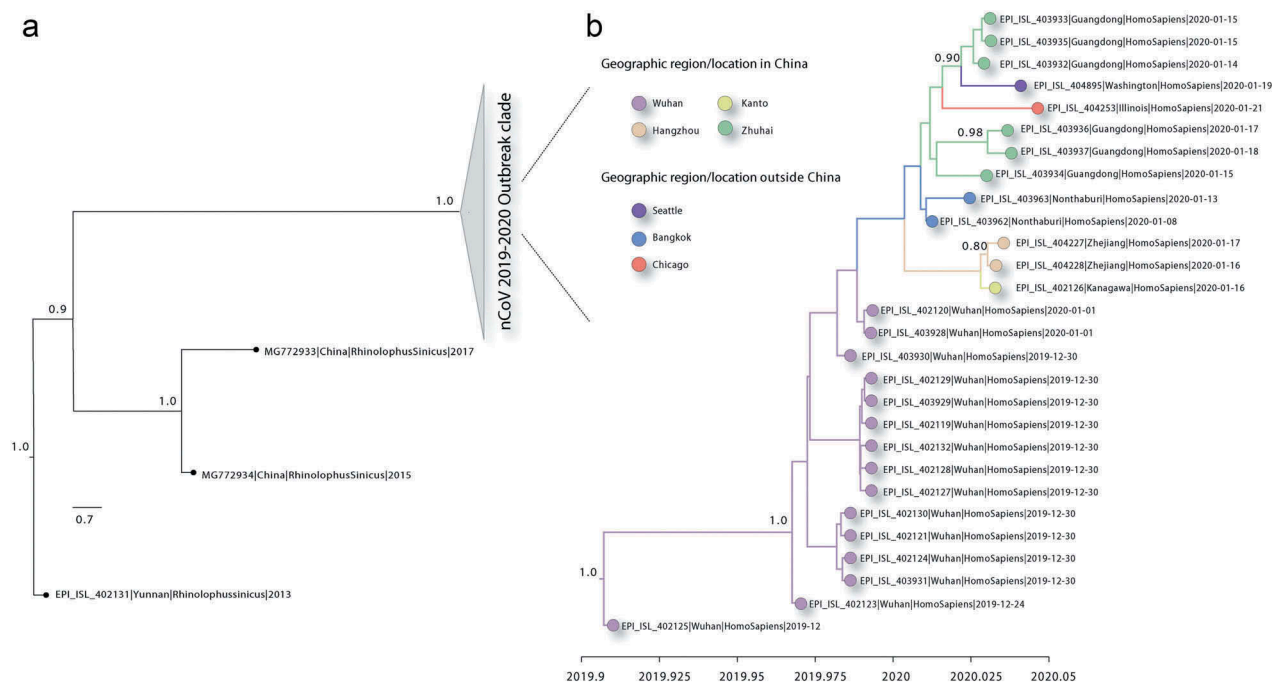 a
1.0
0.9
nCoV 2019-2020 Outbreak clade
MG772933|China|RhinolophusSinicus|2017
1.0
1.0
MG772934|China|RhinolophusSinicus|2015
0.7
EPI_ISL_402131|Yunnan|Rhinolophussinicus|2013
b
Geographic region/location in China
Wuhan
Kanto
Hangzhou
Zhuhai
Geographic region/location outside China
Seattle
Bangkok
Chicago
EPI_ISL_403933|Guangdong|HomoSapiens|2020-01-15
EPI_ISL_403935|Guangdong|HomoSapiens|2020-01-15
0.90
EPI_ISL_403932|Guangdong|HomoSapiens|2020-01-14
EPI_ISL_404895|Washington|HomoSapiens|2020-01-19
EPI_ISL_404253|Illinois|HomoSapiens|2020-01-21
EPI_ISL_403936|Guangdong|HomoSapiens|2020-01-17
0.98
EPI_ISL_403937|Guangdong|HomoSapiens|2020-01-18
EPI_ISL_403934|Guangdong|HomoSapiens|2020-01-15
EPI_ISL_403963|Nonthaburi|HomoSapiens|2020-01-13
EPI_ISL_403962|Nonthaburi|HomoSapiens|2020-01-08
0.80
EPI_ISL_404227|Zhejiang|HomoSapiens|2020-01-17
EPI_ISL_404228|Zhejiang|HomoSapiens|2020-01-16
EPI_ISL_402126|Kanagawa|HomoSapiens|2020-01-16
EPI_ISL_402120|Wuhan|HomoSapiens|2020-01-01
EPI_ISL_403928|Wuhan|HomoSapiens|2020-01-01
EPI_ISL_403930|Wuhan|HomoSapiens|2019-12-30
EPI_ISL_402129|Wuhan|HomoSapiens|2019-12-30
EPI_ISL_403929|Wuhan|HomoSapiens|2019-12-30
EPI_ISL_402119|Wuhan|HomoSapiens|2019-12-30
EPI_ISL_402132|Wuhan|HomoSapiens|2019-12-30
EPI_ISL_402128|Wuhan|HomoSapiens|2019-12-30
EPI_ISL_402127|Wuhan|HomoSapiens|2019-12-30
EPI_ISL_402130|Wuhan|HomoSapiens|2019-12-30
1.0
EPI_ISL_402121|Wuhan|HomoSapiens|2019-12-30
EPI_ISL_402124|Wuhan|HomoSapiens|2019-12-30
EPI_ISL_403931|Wuhan|HomoSapiens|2019-12-30
1.0
EPI_ISL_402123|Wuhan|HomoSapiens|2019-12-24
EPI_ISL_402125|Wuhan|HomoSapiens|2019-12
2019.9 2019.925 2019.95 2019.975 2020 2020.025 2020.05